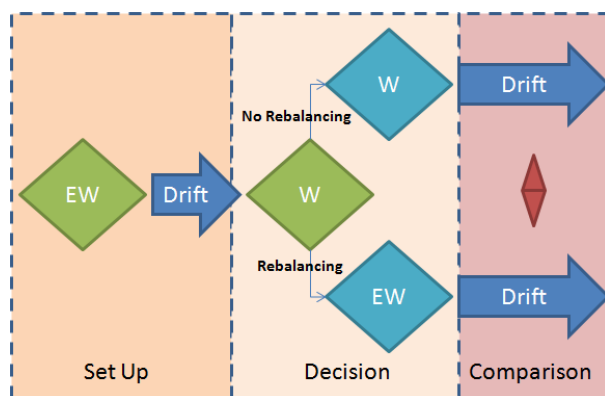 W
Drift
No Rebalancing
EW
Drift
W
Rebalancing
EW
Drift
Set Up
Decision
Comparison